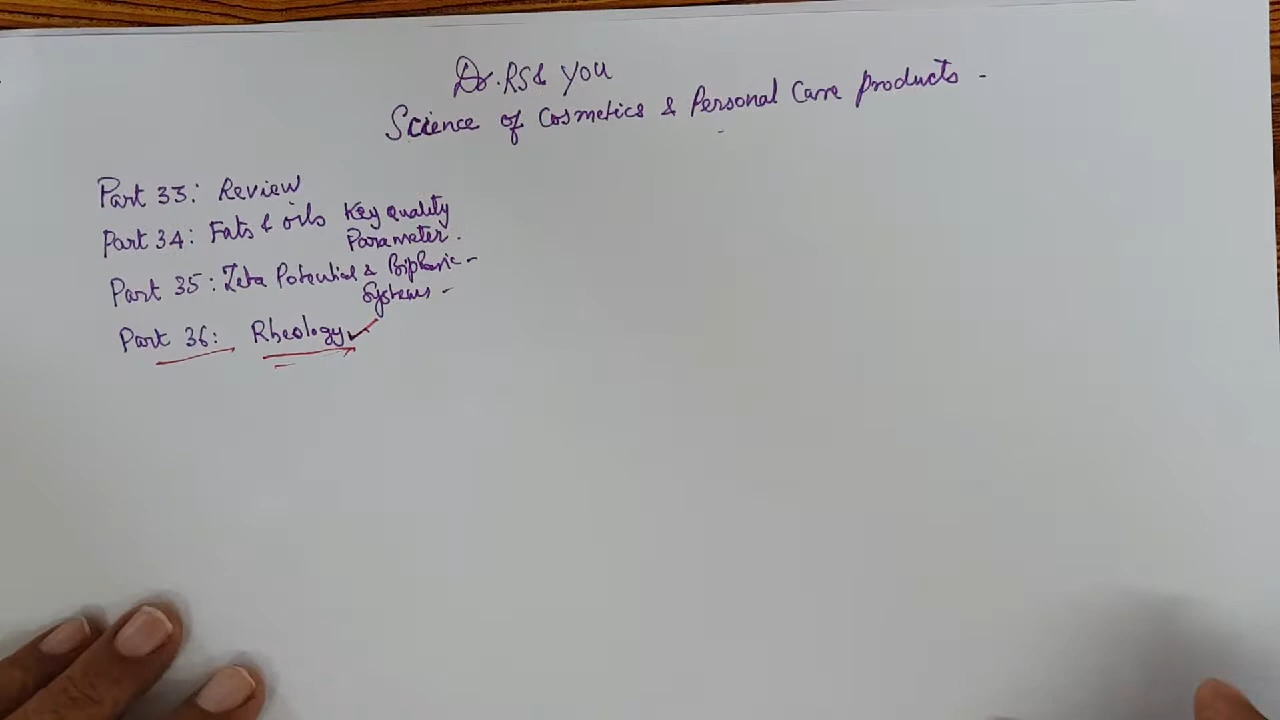 Dr. RS & YOU
Science of Cosmetics & Personal Care Products -
Part 33: Review
Part 34: Fats & oils Key quality
Parameter.
Part 35: Zeta Potential & Biphasic -
Systems -
Part 36: Rheology